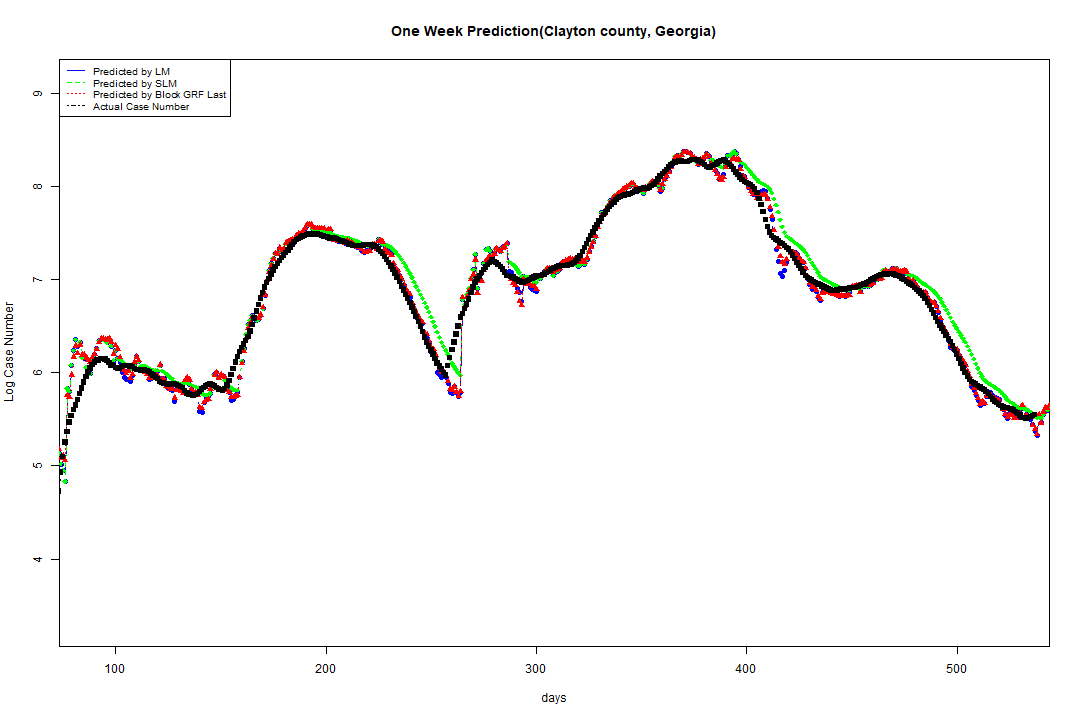 One Week Prediction(Clayton county, Georgia)
Predicted by LM
Predicted by SLM
Predicted by Block GRF Last
Actual Case Number
9
8
7
6
5
4
Log Case Number
100 200 300 400 500
days